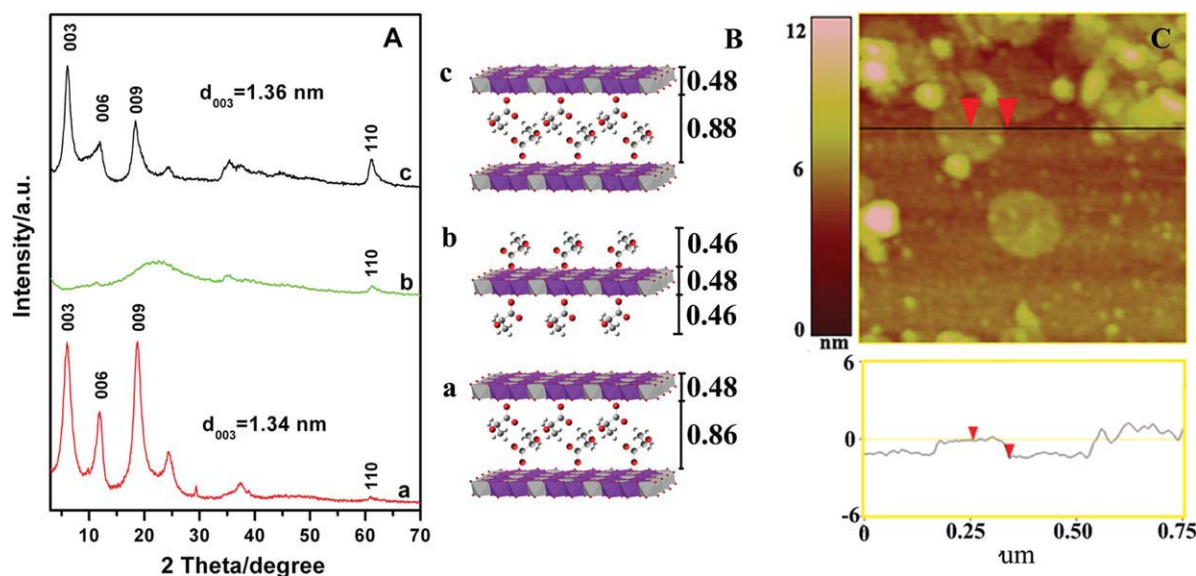 A
003
006
009
d003=1.36 nm
110
c
b
110
003
006
009
d003=1.34 nm
110
a
Intensity/a.u.
10 20 30 40 50 60 70
2 Theta/degree
B
c
0.48
0.88
b
0.46
0.48
0.46
a
0.48
0.86
C
12
6
0
nm
6
0
-6
0 0.25 0.50 0.75
um